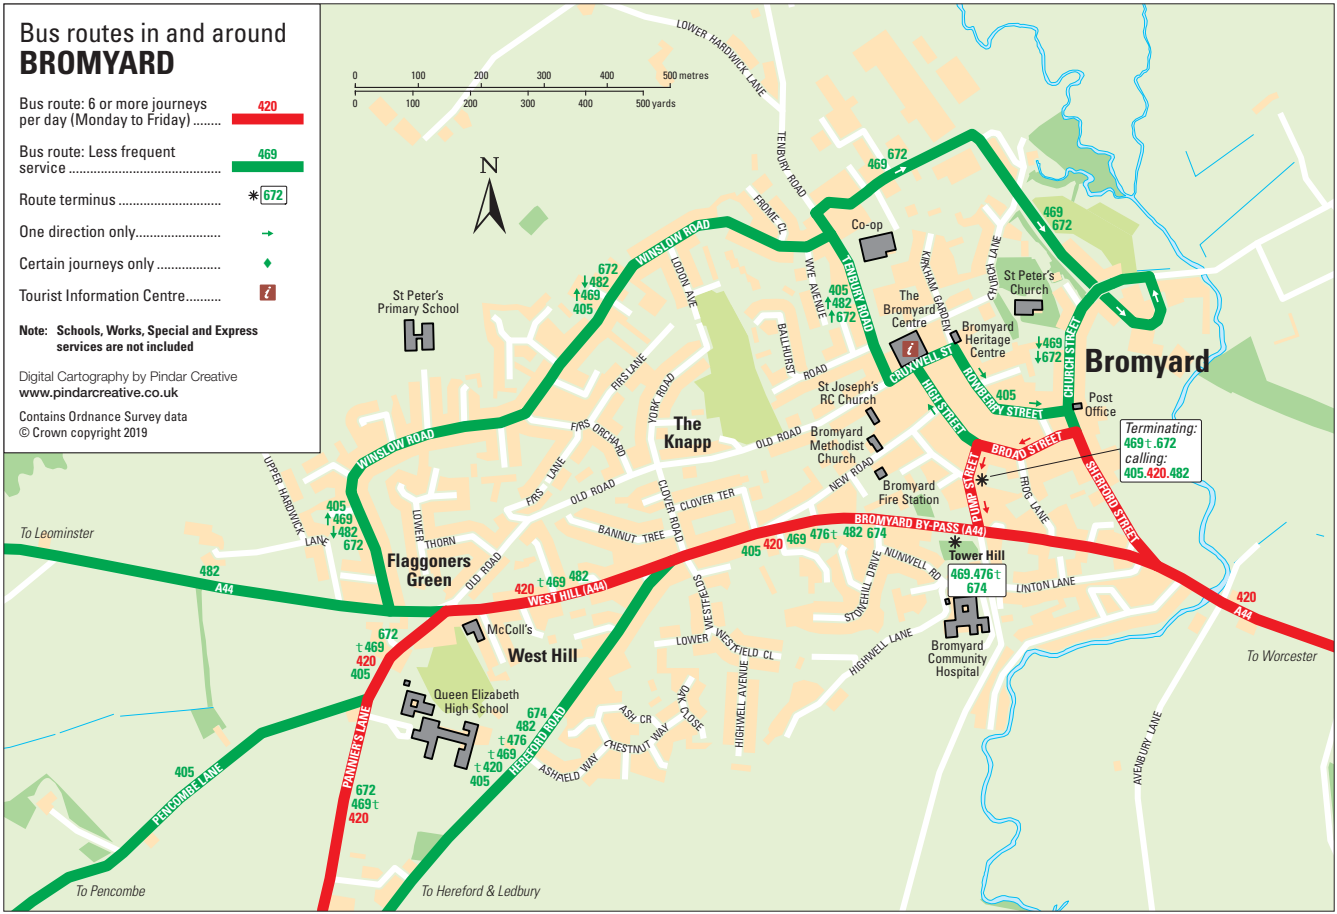 Bus routes in and around
BROMYARD
Bus route: 6 or more journeys
per day (Monday to Friday) ........
420
Bus route: Less frequent
service ............................................
469
Route terminus ..............................
* 672
One direction only.........................
→
Certain journeys only ...................
♦
Tourist Information Centre..........
i
Note: Schools, Works, Special and Express
services are not included
Digital Cartography by Pindar Creative
www.pindarcreative.co.uk
Contains Ordnance Survey data
© Crown copyright 2019
0 100 200 300 400 500 metres
0 100 200 300 400 500 yards
N
LOWER HARDWICK LANE
TENBURY ROAD
FROME CL
469 672
469
672
Co-op
WINSLOW ROAD
LODON AVE
WYE AVENUE
TENBURY ROAD
KIRKHAM GARDEN
CHURCH LANE
St Peter's
Church
672
↓482
↑469
405
405
↑482
↑672
St Peter's
Primary School
The
Bromyard
Centre
i
Bromyard
Heritage
Centre
BALLHURST
ROAD
CRUXWELL ST
↓469
↓672
CHURCH STREET
Bromyard
FIRS LANE
YORK ROAD
St Joseph's
RC Church
HIGH STREET
ROWBERRY STREET
405
Post
Office
The
Knapp
FIRS ORCHARD
OLD ROAD
Bromyard
Methodist
Church
BROAD STREET
Terminating:
469t.672
calling:
405.420.482
WINSLOW ROAD
UPPER HARDWICK
LANE
FIRS LANE
OLD ROAD
CLOVER ROAD
CLOVER TER
NEW ROAD
Bromyard
Fire Station
PUMP STREET
*
FROG LANE
SHERFORD STREET
405
↑469
↓482
672
LOWER
THORN
BANNUT TREE
BROMYARD BY-PASS (A44)
405 420 469 476t 482 674
To Leominster
482
A44
Flaggoners
Green
OLD ROAD
420 t469 482
WEST HILL (A44)
STONEHILL DRIVE
NUNWELL RD
*
Tower Hill
469.476t
674
LINTON LANE
420
A44
To Worcester
672
t469
420
405
McColl's
West Hill
WESTFIELDS
LOWER WESTFIELD CL
HIGHWELL LANE
Bromyard
Community
Hospital
Queen Elizabeth
High School
HIGHWELL AVENUE
OAK CLOSE
ASH CR
CHESTNUT WAY
ASHFIELD WAY
AVENBURY LANE
674
482
t476
t469
t420
405
HEREFORD ROAD
PANNIER'S LANE
405
PENCOMBE LANE
672
469t
420
To Pencombe
To Hereford & Ledbury